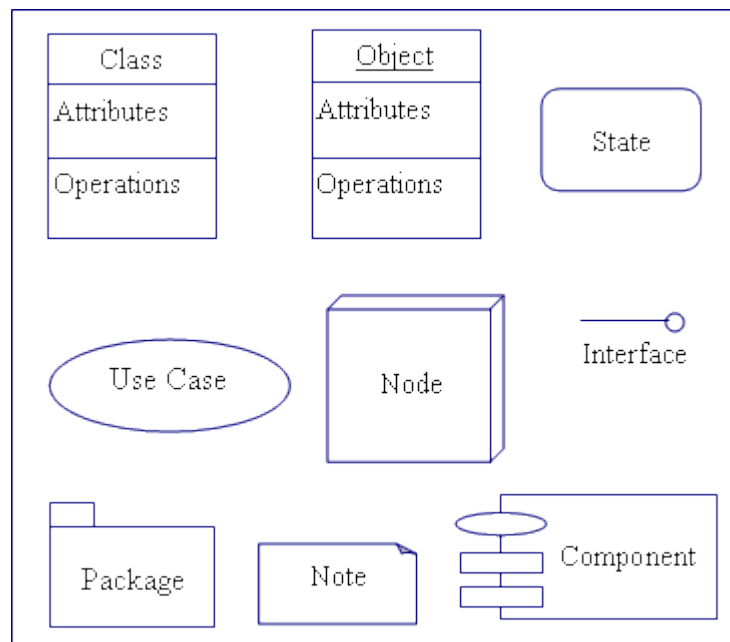 Class
Attributes
Operations
Object
Attributes
Operations
State
Use Case
Node
Interface
Package
Note
Component